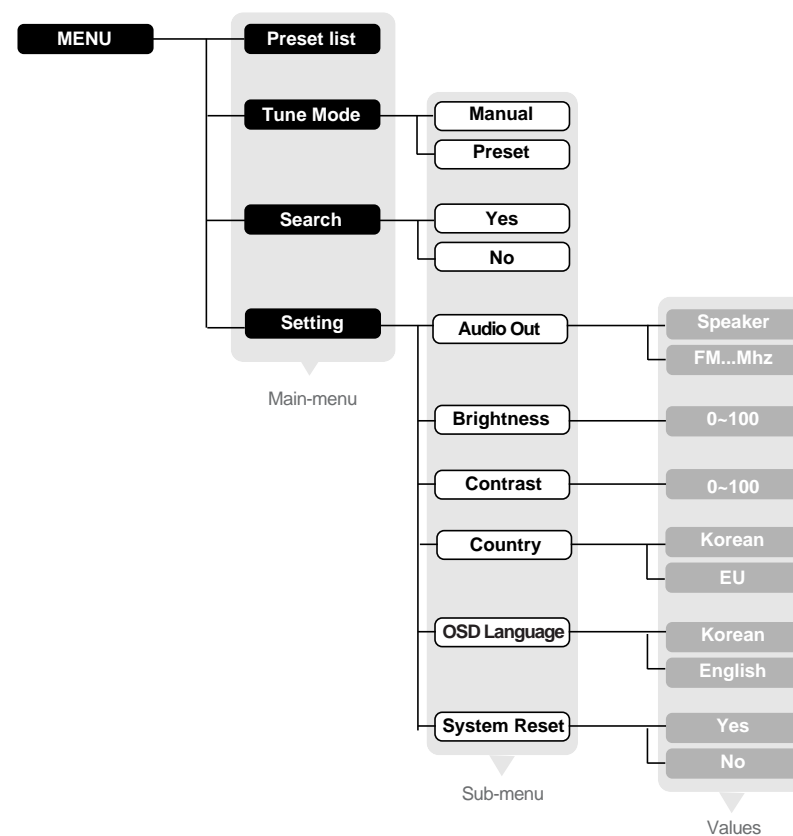 MENU
Preset list
Tune Mode
Manual
Preset
Search
Yes
No
Setting
Audio Out
Speaker
FM...Mhz
Main-menu
Brightness
0~100
Contrast
0~100
Country
Korean
EU
OSD Language
Korean
English
System Reset
Yes
No
Sub-menu
Values